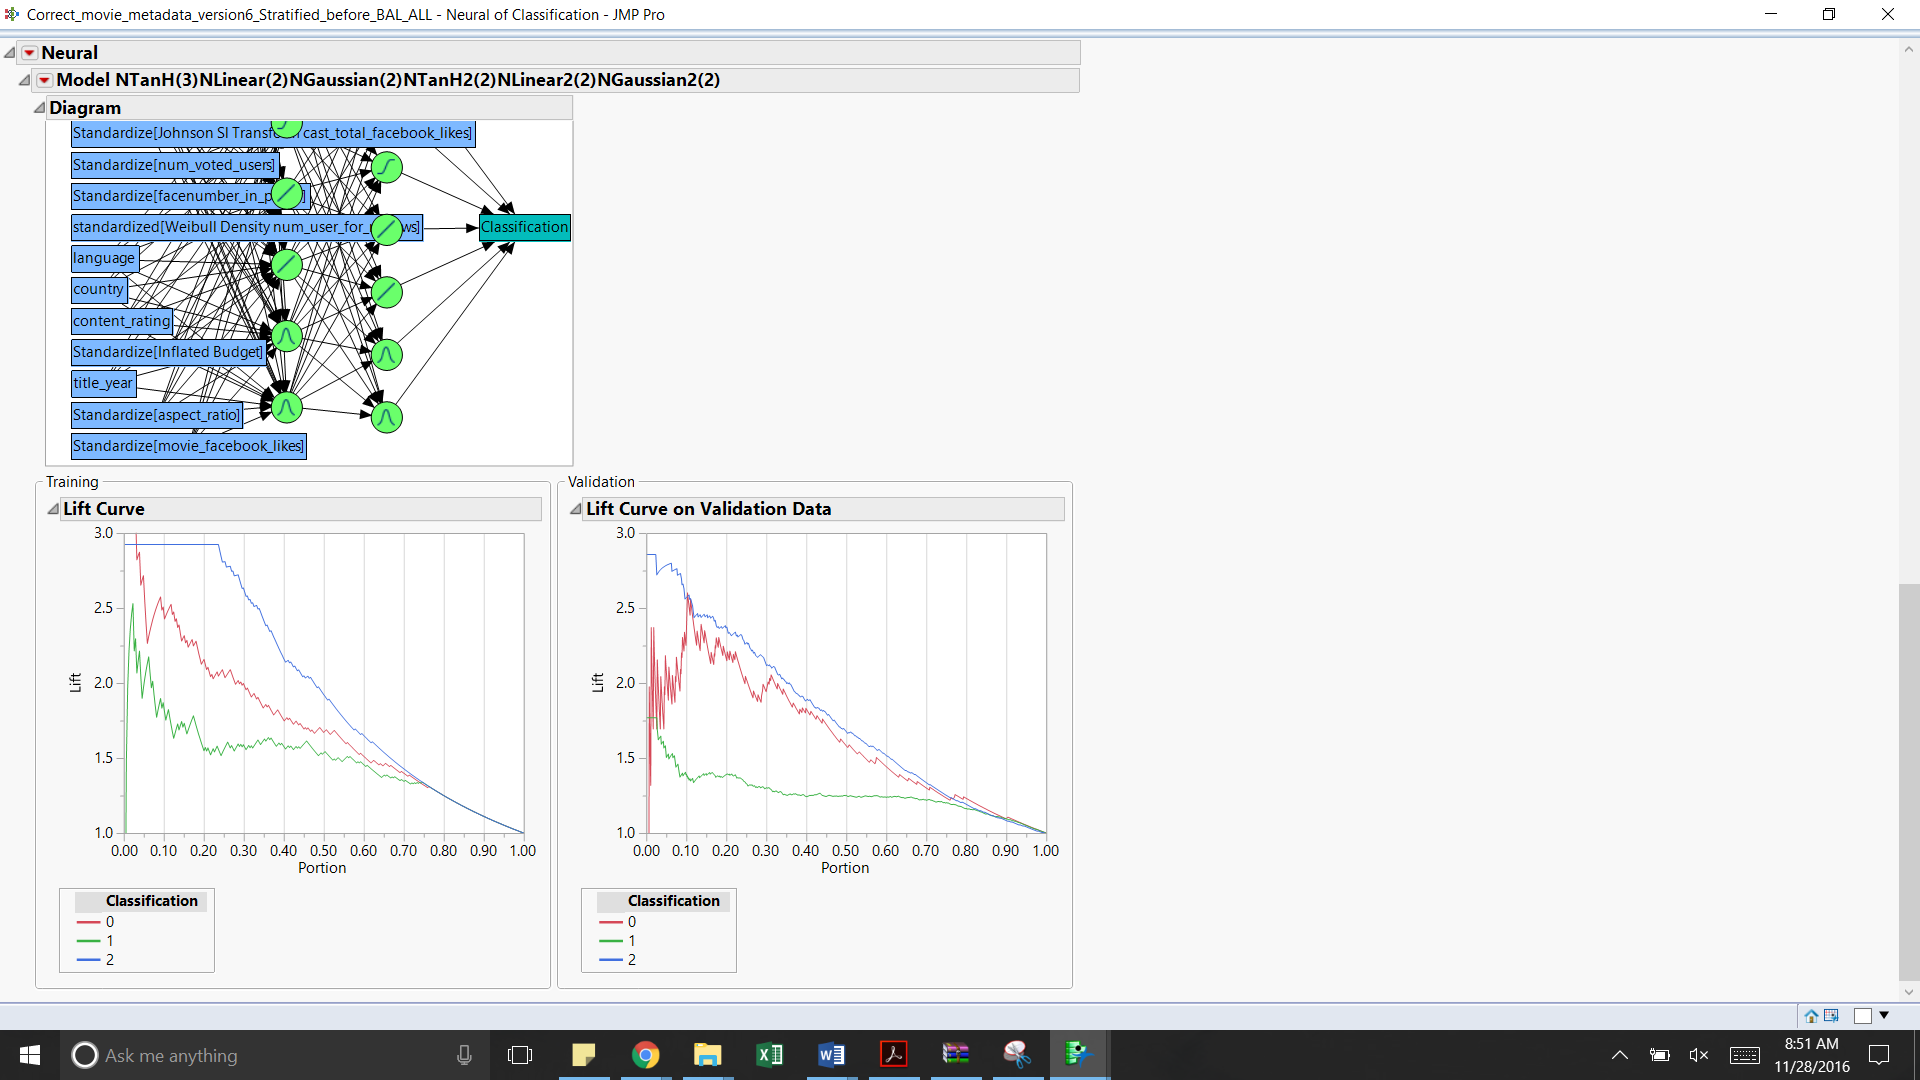 Correct_movie_metadata_version6_Stratified_before_BAL_ALL - Neural of Classification - JMP Pro
Neural
Model NTanH(3)NLinear(2)NGaussian(2)NTanH2(2)NLinear2(2)NGaussian2(2)
Diagram
Standardize[Johnson Sl Transf cast_total_facebook_likes]
Standardize[num_voted_users]
Standardize[facenumber_in_p ]
standardized[Weibull Density num_user_for_ ws]
Classification
language
country
content_rating
Standardize[Inflated Budget]
title_year
Standardize[aspect_ratio]
Standardize[movie_facebook_likes]
Training
Lift Curve
3.0
2.5
2.0
1.5
1.0
Lift
0.00 0.10 0.20 0.30 0.40 0.50 0.60 0.70 0.80 0.90 1.00
Portion
Classification
0
1
2
Validation
Lift Curve on Validation Data
3.0
2.5
2.0
1.5
1.0
Lift
0.00 0.10 0.20 0.30 0.40 0.50 0.60 0.70 0.80 0.90 1.00
Portion
Classification
0
1
2
Ask me anything
8:51 AM
11/28/2016